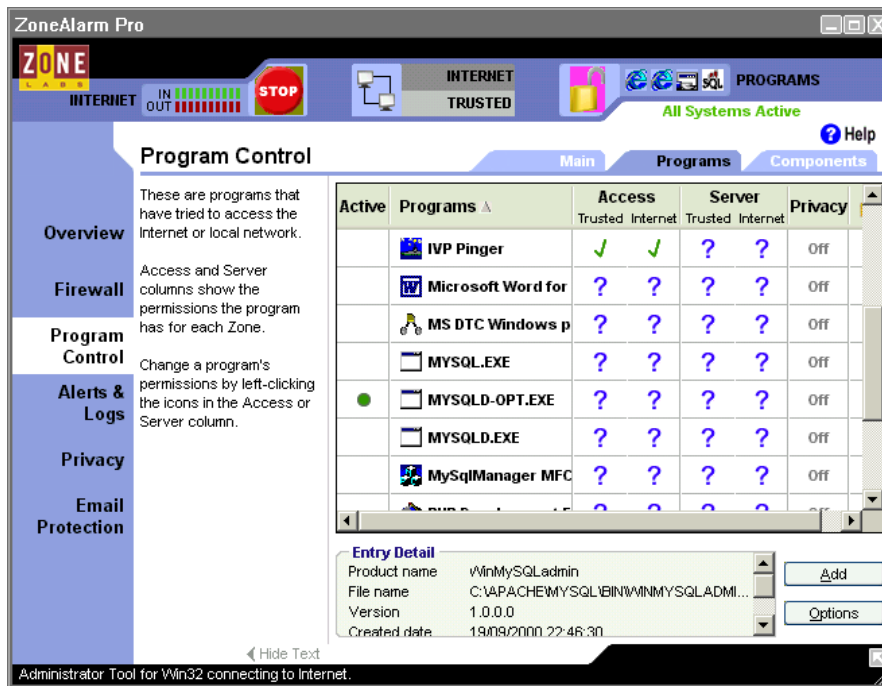 ZoneAlarm Pro
ZONE
LABS
INTERNET
IN
OUT
STOP
INTERNET
TRUSTED
SQL
PROGRAMS
All Systems Active
Help
Program Control
Main
Programs
Components
Overview
Firewall
Program
Control
Alerts &
Logs
Privacy
Email
Protection
These are programs that
have tried to access the
Internet or local network.
Access and Server
columns show the
permissions the program
has for each Zone.
Change a program's
permissions by left-clicking
the icons in the Access or
Server column.
Active Programs Access Server Privacy
Trusted Internet Trusted Internet
IVP Pinger ? ? Off
Microsoft Word for ? ? ? ? Off
MS DTC Windows p ? ? ? ? Off
MYSQL.EXE ? ? ? ? Off
MYSQLD-OPT.EXE ? ? ? ? Off
MYSQLD.EXE ? ? ? ? Off
MySqlManager MFC ? ? ? ? Off
Entry Detail
Product name WinMySQLadmin
File name C:\APACHE\MYSQL\BIN\WINMYSQLADMI...
Version 1.0.0.0
Created date 19/09/2000 22:46:30
Add
Options
Hide Text
Administrator Tool for Win32 connecting to Internet.